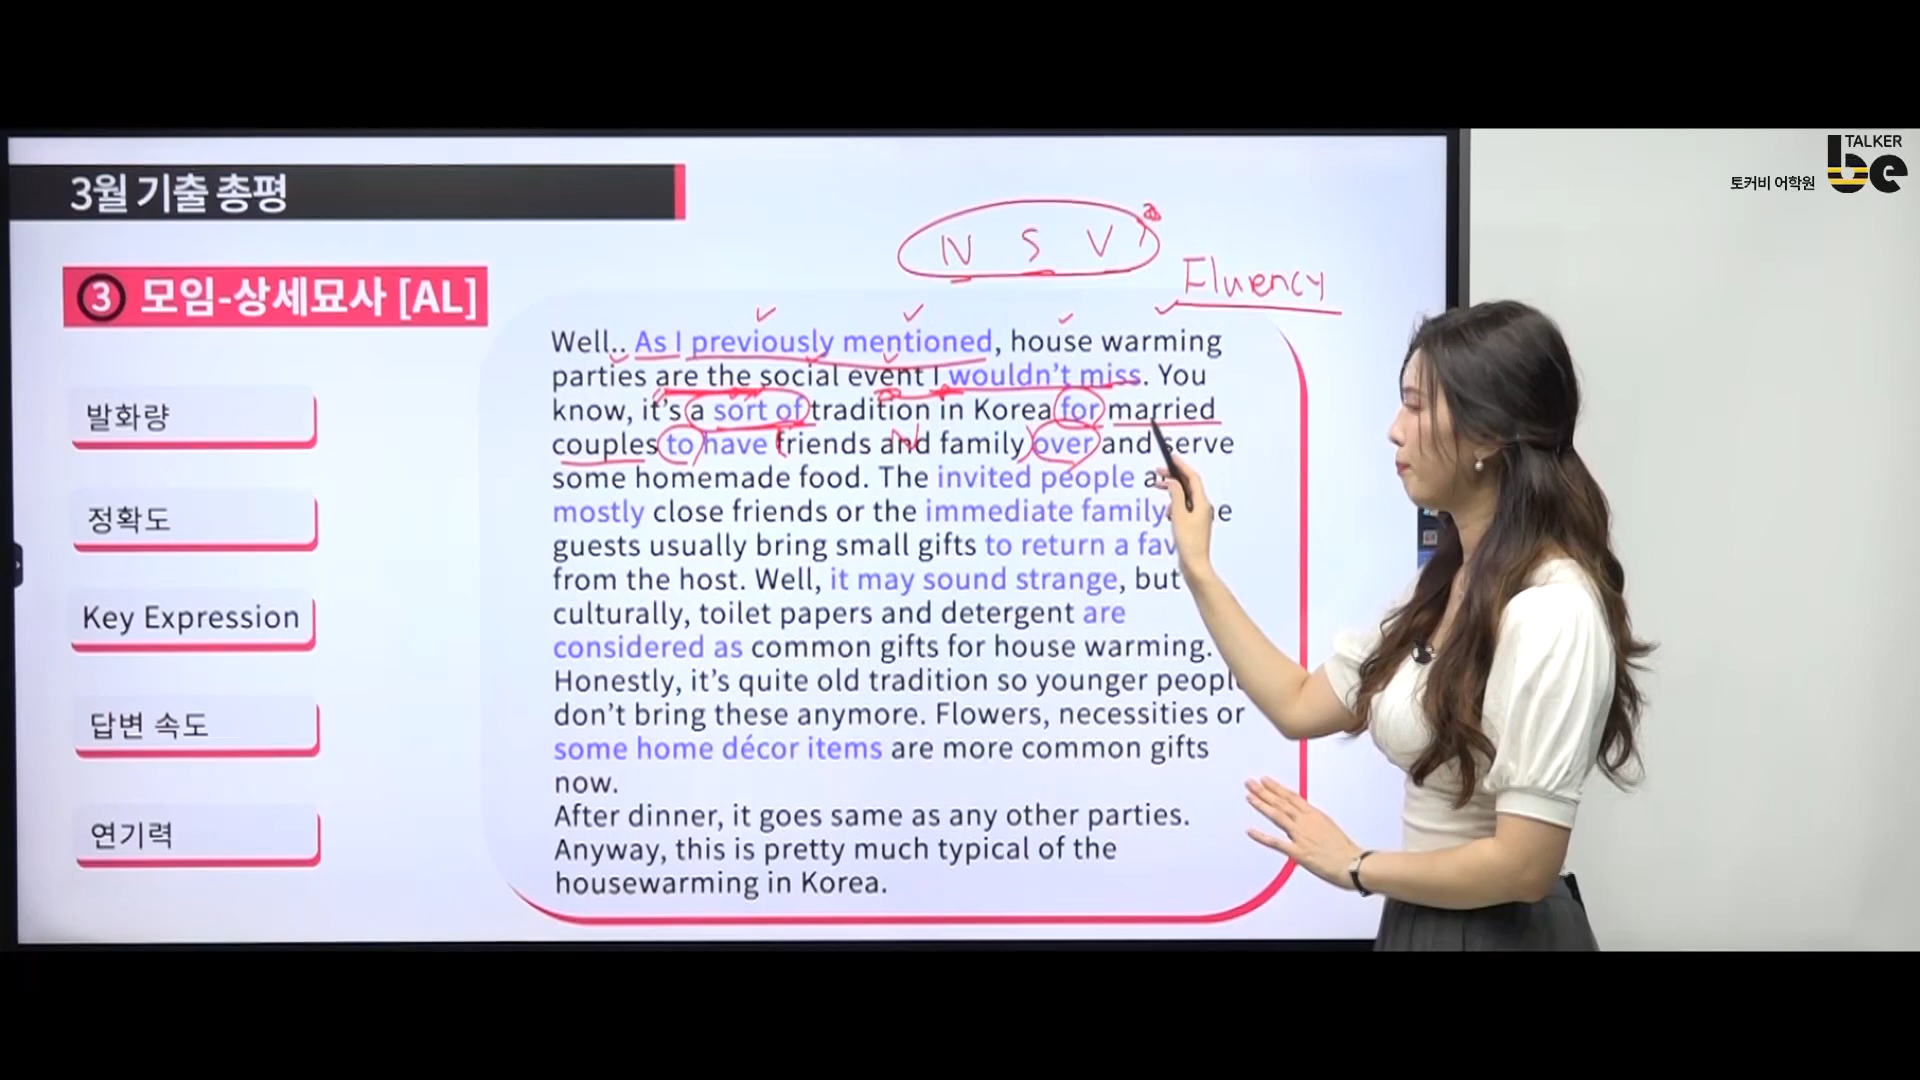 TALKER
be
토커비 어학원
3월 기출 총평
N S V
Fluency
3 모임-상세묘사 [AL]
발화량
정확도
Key Expression
답변 속도
연기력
Well.. As I previously mentioned, house warming
parties are the social event I wouldn't miss. You
know, it's a sort of tradition in Korea for married
couples to have friends and family over and serve
N
some homemade food. The invited people
mostly close friends or the immediate family
guests usually bring small gifts to return a
from the host. Well, it may sound strange, but
culturally, toilet papers and detergent are
considered as common gifts for house warming.
Honestly, it's quite old tradition so younger
don't bring these anymore. Flowers, necessities or
some home décor items are more common gifts
now.
After dinner, it goes same as any other parties.
Anyway, this is pretty much typical of the
housewarming in Korea.